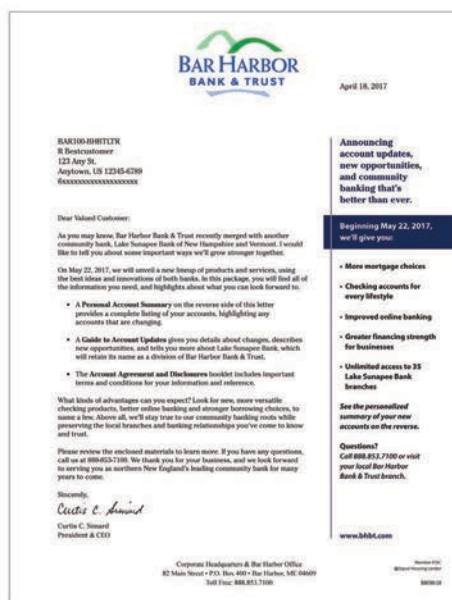 BAR HARBOR
BANK & TRUST
April 18, 2017
BAR100-BHBTLTR
R Bestcustomer
123 Any St.
Anytown, US 12345-6789
6xxxxxxxxxxxxxxxxxxx
Dear Valued Customer:
As you may know, Bar Harbor Bank & Trust recently merged with another
community bank, Lake Sunapee Bank of New Hampshire and Vermont. I would
like to tell you about some important ways we'll grow stronger together.
On May 22, 2017, we will unveil a new lineup of products and services, using
the best ideas and innovations of both banks. In this package, you will find all of
the information you need, and highlights about what you can look forward to.
• A Personal Account Summary on the reverse side of this letter
provides a complete listing of your accounts, highlighting any
accounts that are changing.
• A Guide to Account Updates gives you details about changes, describes
new opportunities, and tells you more about Lake Sunapee Bank, which
will retain its name as a division of Bar Harbor Bank & Trust.
• The Account Agreement and Disclosures booklet includes important
terms and conditions for your information and reference.
What kinds of advantages can you expect? Look for new, more versatile
checking products, better online banking and stronger borrowing choices, to
name a few. Above all, we'll stay true to our community banking roots while
preserving the local branches and banking relationships you've come to know
and trust.
Please review the enclosed materials to learn more. If you have any questions,
call us at 888-853-7100. We thank you for your business, and we look forward
to serving you as northern New England's leading community bank for many
years to come.
Sincerely,
Curtis C. Simard
Curtis C. Simard
President & CEO
Announcing
account updates,
new opportunities,
and community
banking that's
better than ever.
Beginning May 22, 2017,
we'll give you:
• More mortgage choices
• Checking accounts for
every lifestyle
• Improved online banking
• Greater financing strength
for businesses
• Unlimited access to 35
Lake Sunapee Bank
branches
See the personalized
summary of your new
accounts on the reverse.
Questions?
Call 888.853.7100 or visit
your local Bar Harbor
Bank & Trust branch.
www.bhbt.com
Corporate Headquarters & Bar Harbor Office
82 Main Street • P.O. Box 400 • Bar Harbor, ME 04609
Toll Free: 888.853.7100
Member FDIC
Equal Housing Lender